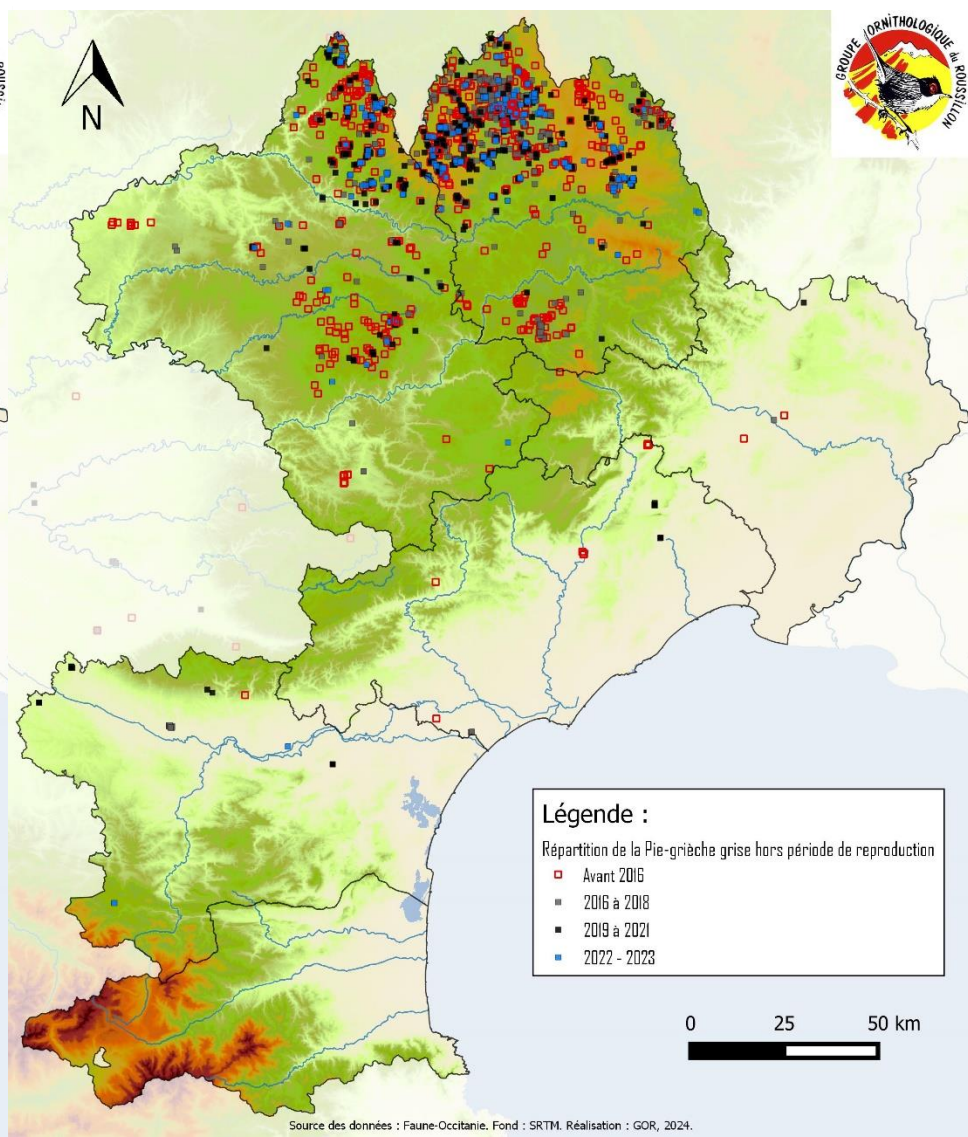 GROUPE ORNITHOLOGIQUE du ROUSSILLON
N
Légende :
Répartition de la Pie-grièche grise hors période de reproduction
Avant 2016
2016 à 2018
2019 à 2021
2022 - 2023
0 25 50 km
Source des données : Faune-Occitanie. Fond : SRTM. Réalisation : GOR, 2024.